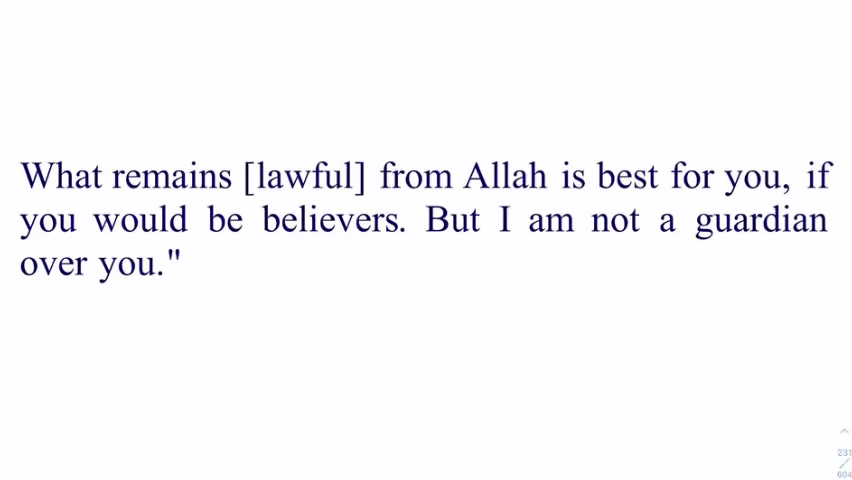 What remains [lawful] from Allah is best for you, if
you would be believers. But I am not a guardian
over you."
231
/
604